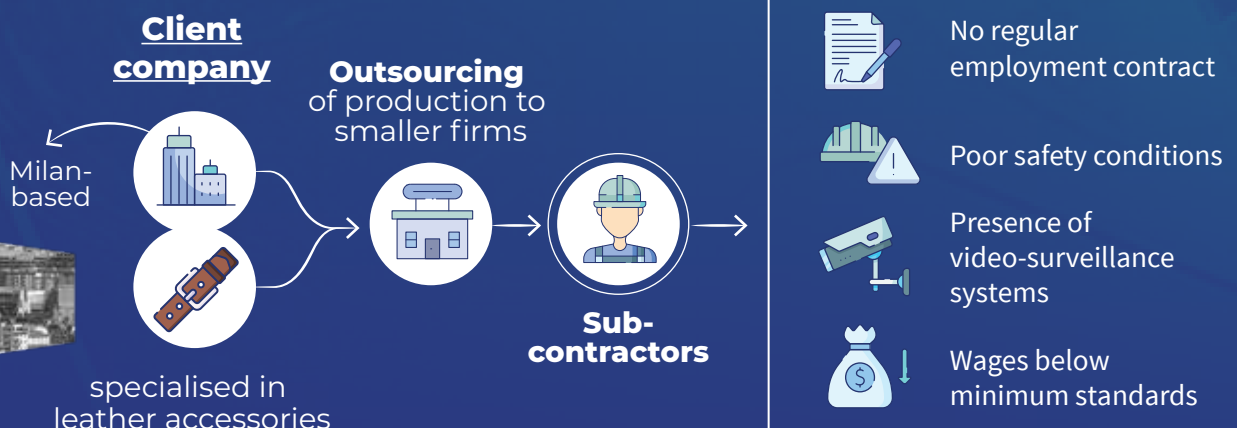 Client
company
Milan-
based
specialised in
leather accessories
Outsourcing
of production to
smaller firms
Sub-
contractors
No regular
employment contract
Poor safety conditions
Presence of
video-surveillance
systems
$
Wages below
minimum standards